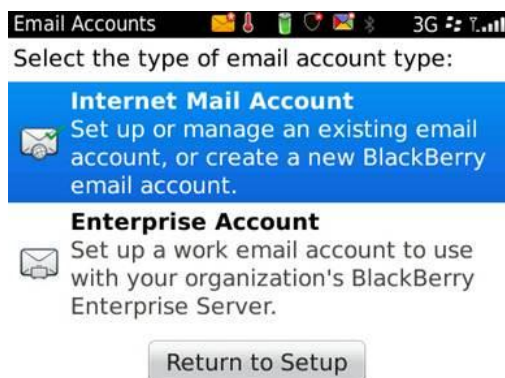 Email Accounts 3G
Select the type of email account type:
Internet Mail Account
Set up or manage an existing email
account, or create a new BlackBerry
email account.
Enterprise Account
Set up a work email account to use
with your organization's BlackBerry
Enterprise Server.
Return to Setup